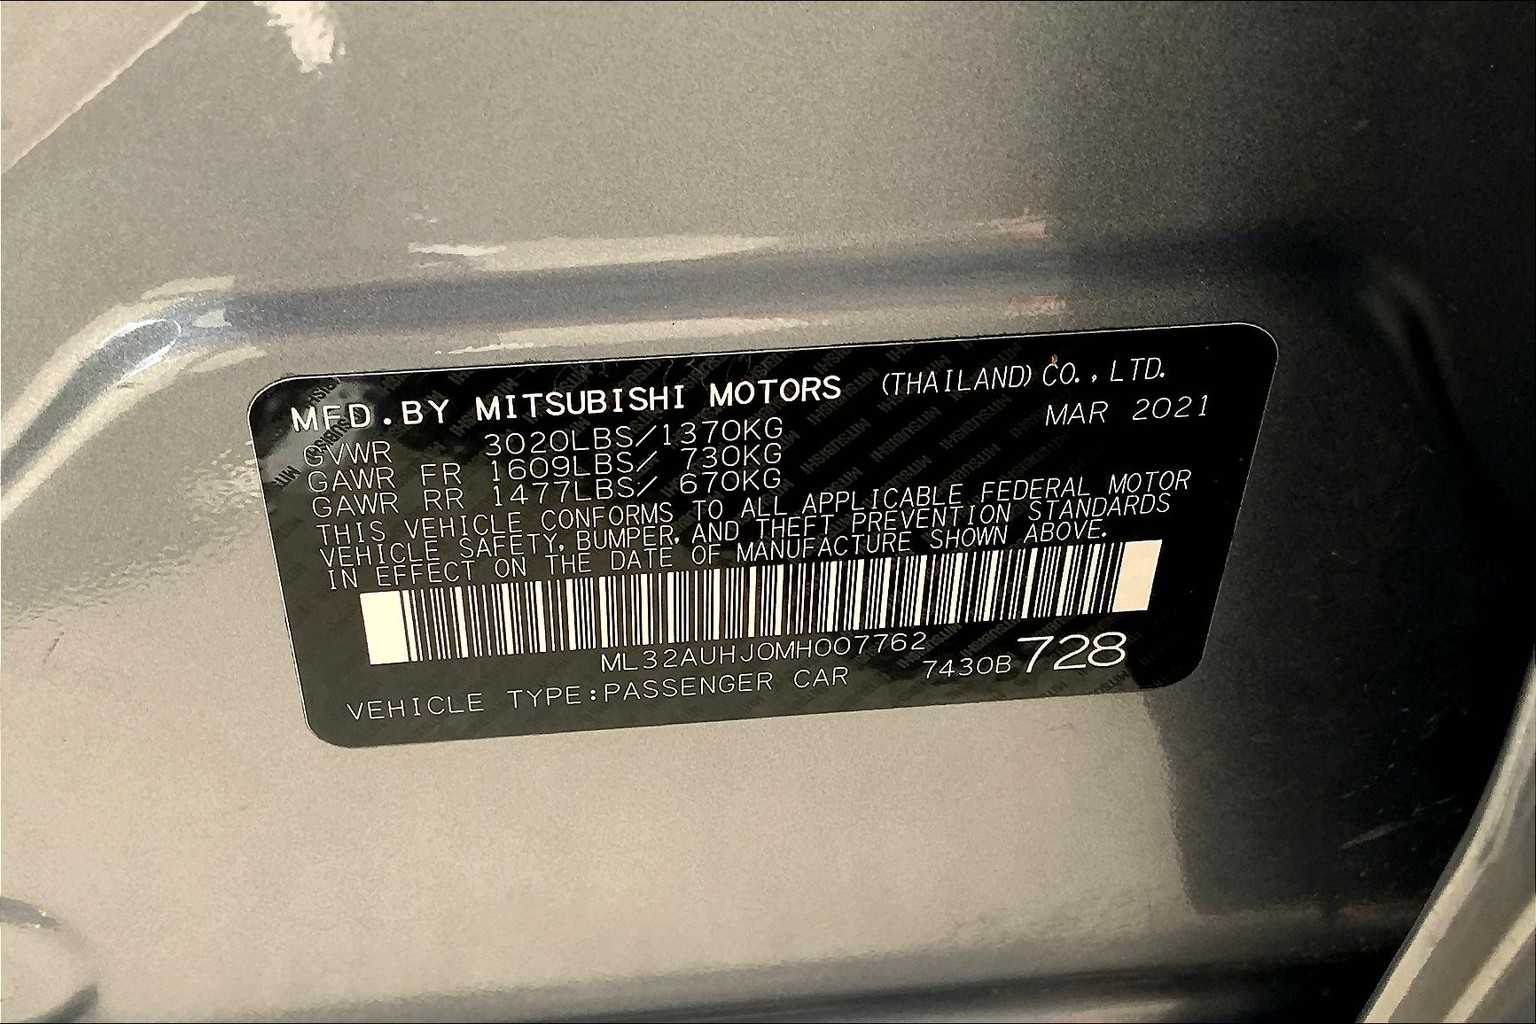 MFD.BY MITSUBISHI MOTORS (THAILAND) CO.,LTD.
MAR 2021
GVWR 3020LBS/1370KG
GAWR FR 1609LBS/ 730KG
GAWR RR 1477LBS/ 670KG
THIS VEHICLE CONFORMS TO ALL APPLICABLE FEDERAL MOTOR
VEHICLE SAFETY, BUMPER, AND THEFT PREVENTION STANDARDS
IN EFFECT ON THE DATE OF MANUFACTURE SHOWN ABOVE.
ML32AUHJ0MH007762
VEHICLE TYPE:PASSENGER CAR 7430B 728